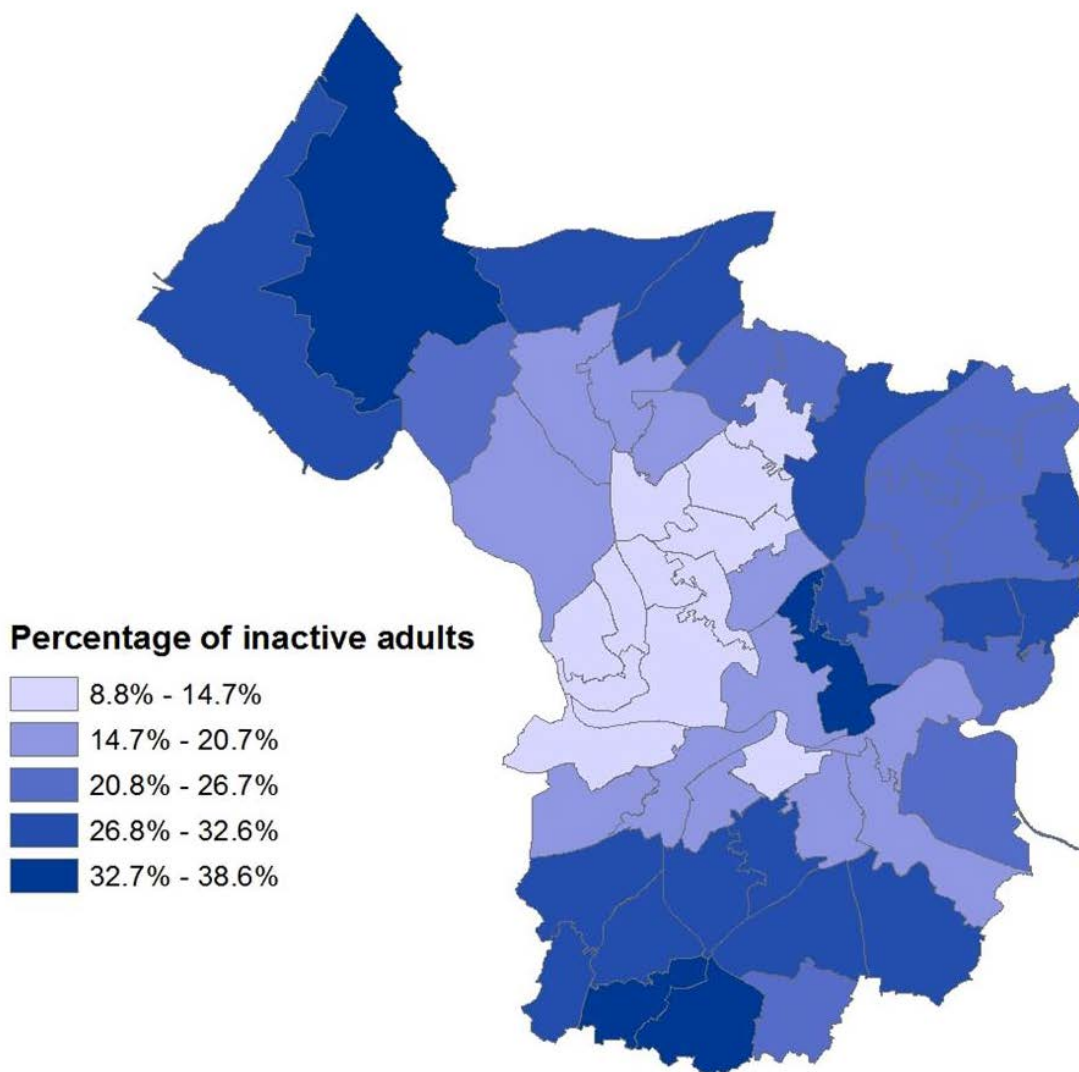 Percentage of inactive adults
8.8% - 14.7%
14.7% - 20.7%
20.8% - 26.7%
26.8% - 32.6%
32.7% - 38.6%